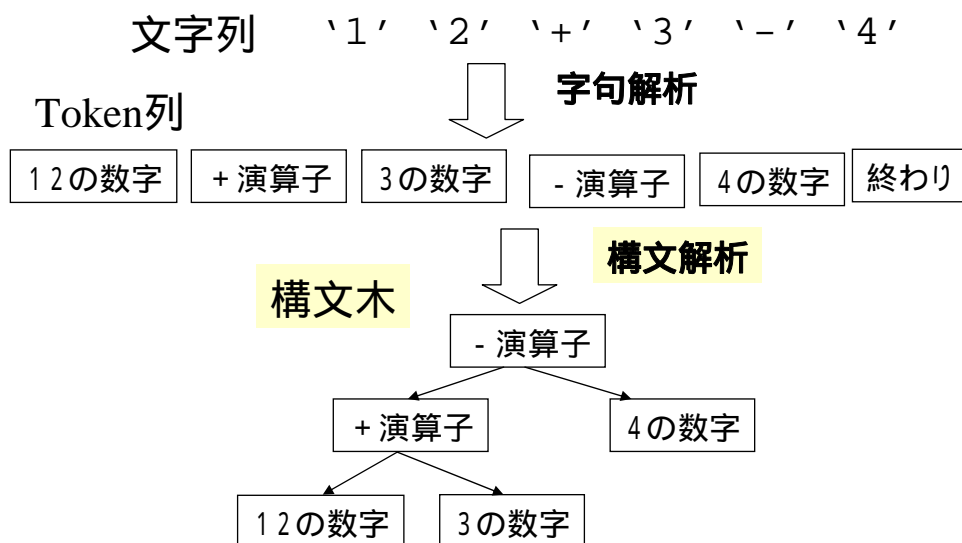 文字列 ‘1’ ‘2’ ‘+’ ‘3’ ‘-’ ‘4’
字句解析
Token列
12の数字 +演算子 3の数字 -演算子 4の数字 終わり
構文解析
構文木
-演算子
+演算子 4の数字
12の数字 3の数字